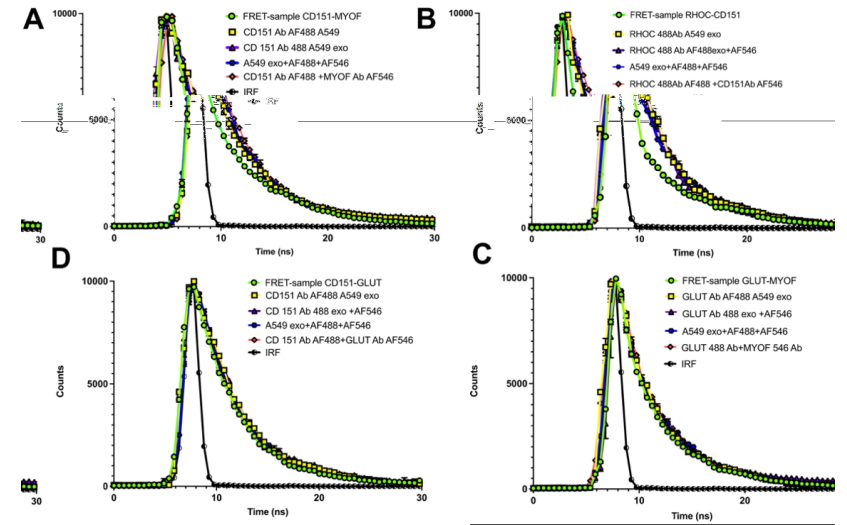 A
10000
FRET-sample CD151-MYOF
CD151 Ab AF488 A549
CD 151 Ab 488 A549 exo
A549 exo+AF488+AF546
CD151 Ab AF488 +MYOF Ab AF546
IRF
Counts
5000
0
0 10 20 30
Time (ns)
30
B
10000
FRET-sample RHOC-CD151
RHOC 488Ab A549 exo
RHOC 488 Ab AF488exo+AF546
A549 exo+AF488+AF546
RHOC 488Ab AF488 +CD151Ab AF546
Counts
5000
0
0 10 20
Time (ns)
D
10000
FRET-sample CD151-GLUT
CD151 Ab AF488 A549 exo
CD 151 Ab 488 exo +AF546
A549 exo+AF488+AF546
CD 151 Ab AF488+GLUT Ab AF546
IRF
Counts
5000
0
0 10 20 30
Time (ns)
30
C
10000
FRET-sample GLUT-MYOF
GLUT Ab AF488 A549 exo
GLUT Ab 488 exo +AF546
A549 exo+AF488+AF546
GLUT 488 Ab+MYOF 546 Ab
IRF
Counts
5000
0
0 10 20
Time (ns)